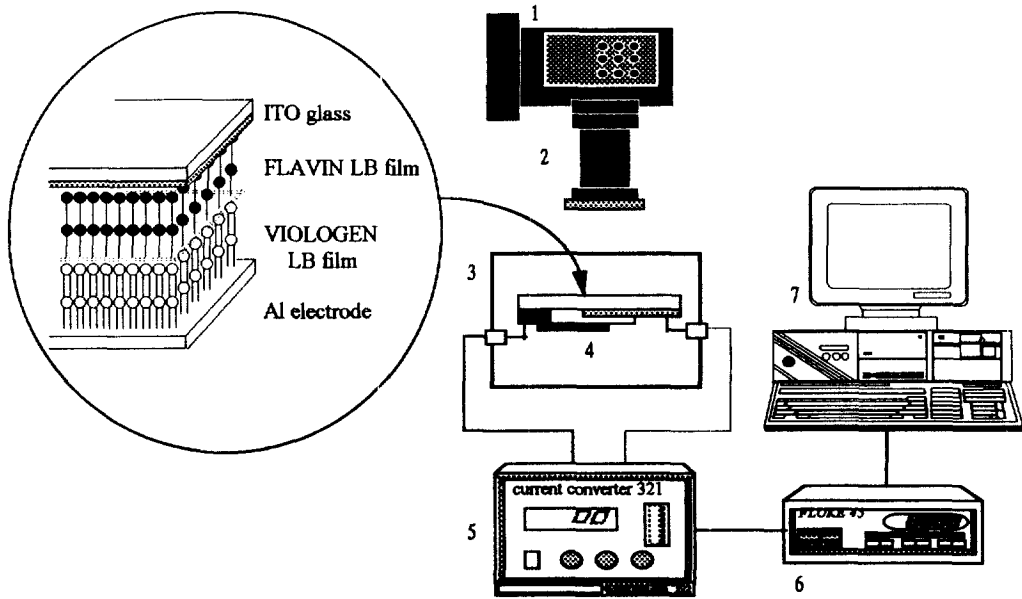 ITO glass
FLAVIN LB film
VIOLOGEN
LB film
Al electrode
1
2
3
4
7
current converter 321
5
FLUKE 45
6